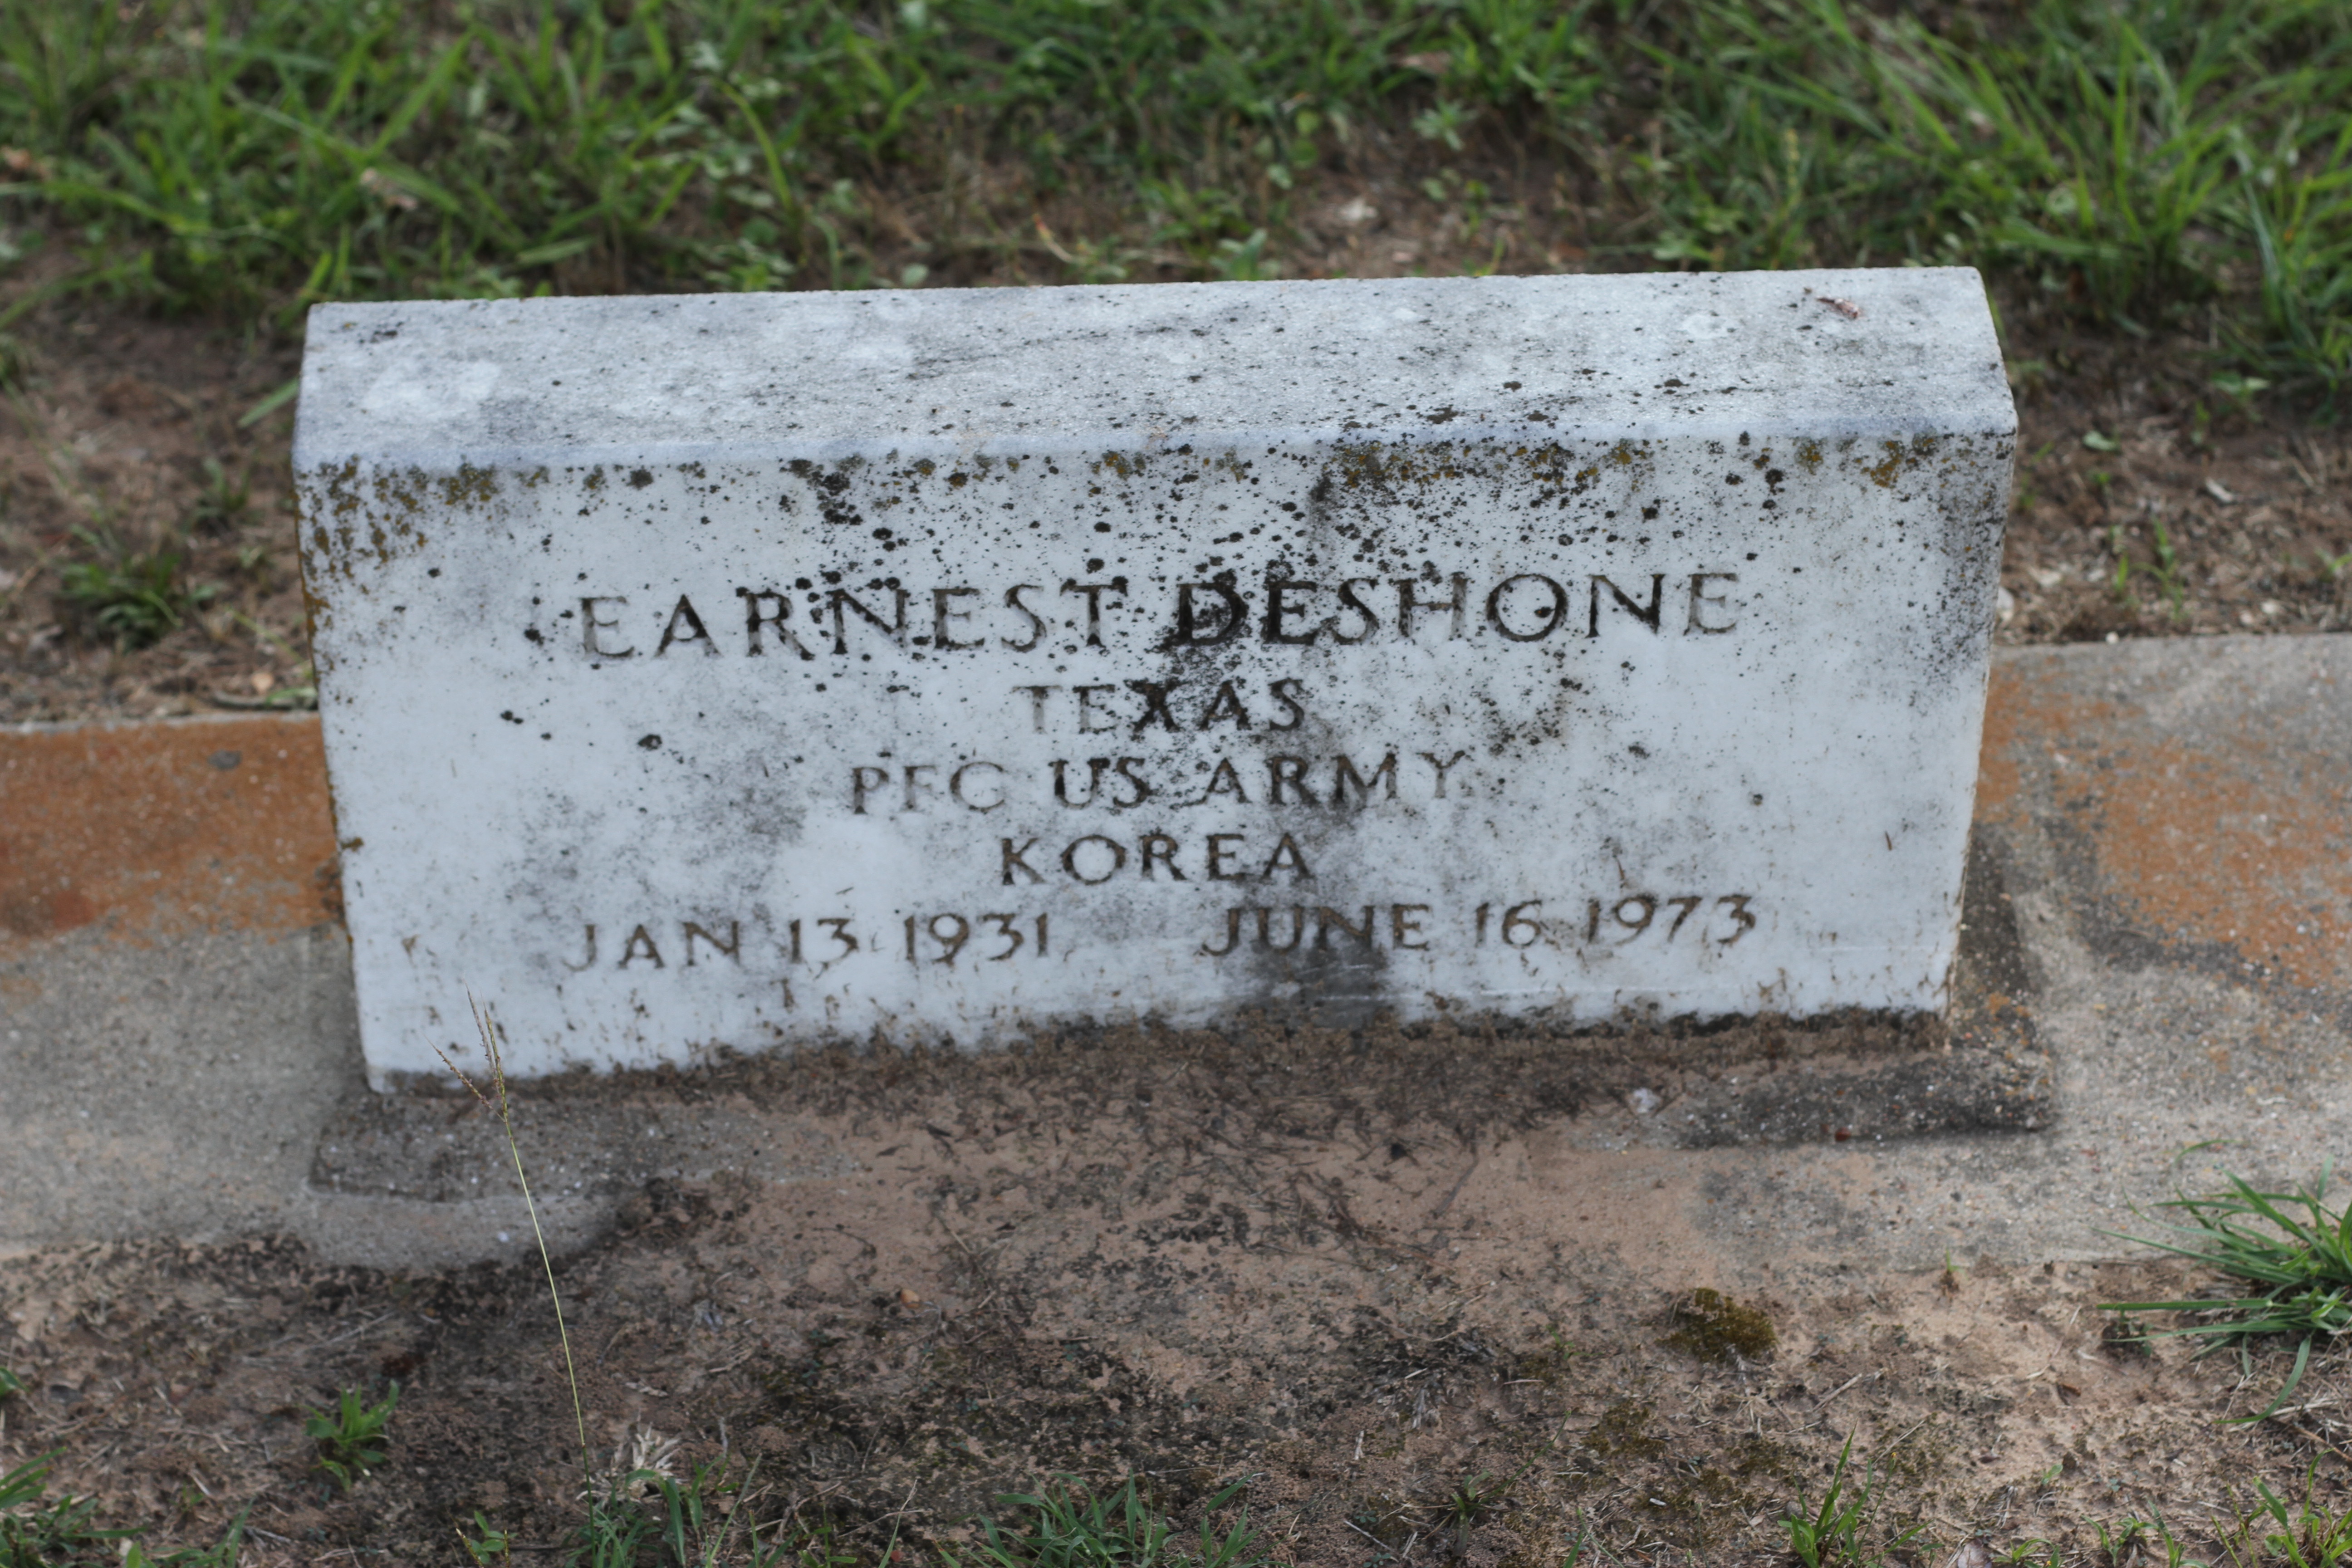 EARNEST DESHONE
TEXAS
PFC US ARMY
KOREA
JAN 13 1931 JUNE 16 1973